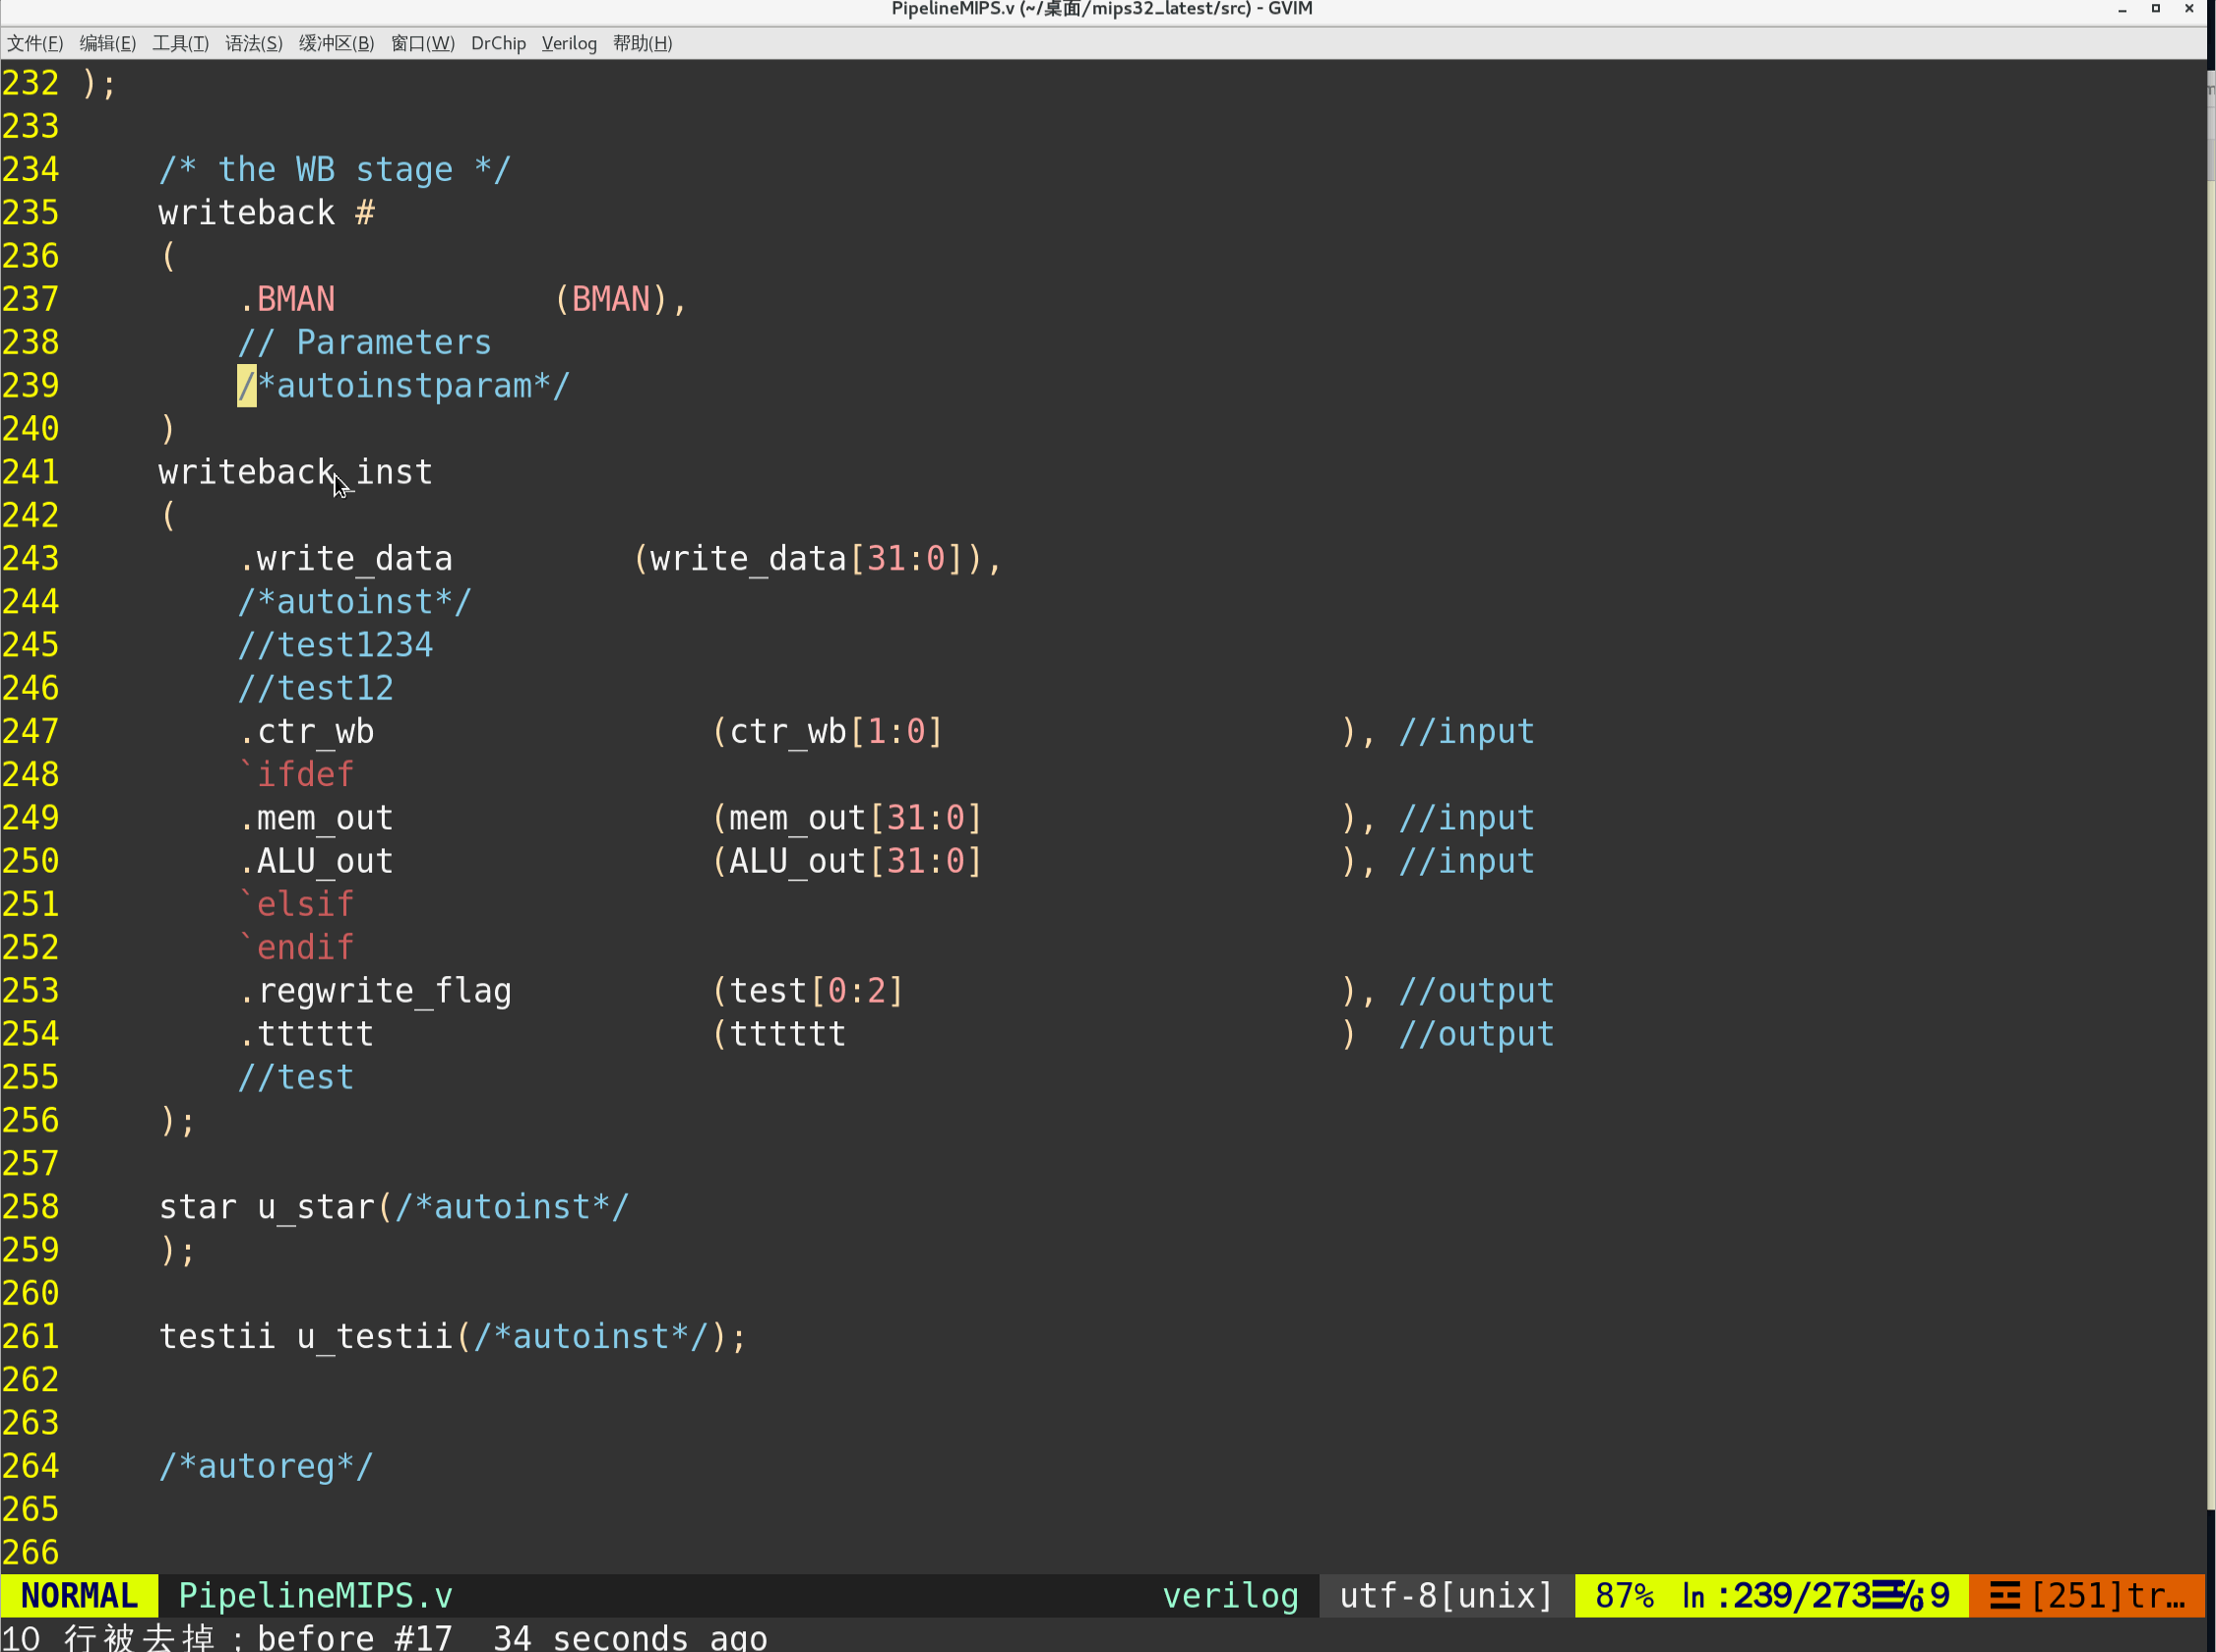 PipelineMIPS.v (~/桌面/mips32_latest/src) - GVIM
文件(F) 编辑(E) 工具(T) 语法(S) 缓冲区(B) 窗口(W) DrChip Verilog 帮助(H)
232 );
233
234     /* the WB stage */
235     writeback #
236     (
237         .BMAN           (BMAN),
238         // Parameters
239         /*autoinstparam*/
240     )
241     writeback_inst
242     (
243         .write_data         (write_data[31:0]),
244         /*autoinst*/
245         //test1234
246         //test12
247         .ctr_wb                 (ctr_wb[1:0]                    ), //input
248         `ifdef
249         .mem_out                (mem_out[31:0]                  ), //input
250         .ALU_out                (ALU_out[31:0]                  ), //input
251         `elsif
252         `endif
253         .regwrite_flag          (test[0:2]                      ), //output
254         .tttttt                 (tttttt                         )  //output
255         //test
256     );
257
258     star u_star(/*autoinst*/
259     );
260
261     testii u_testii(/*autoinst*/);
262
263
264     /*autoreg*/
265
266
NORMAL PipelineMIPS.v verilog utf-8[unix] 87% ln :239/273☰℅:9 ☲ [251]tr…
10 行被去掉 ；before #17  34 seconds ago